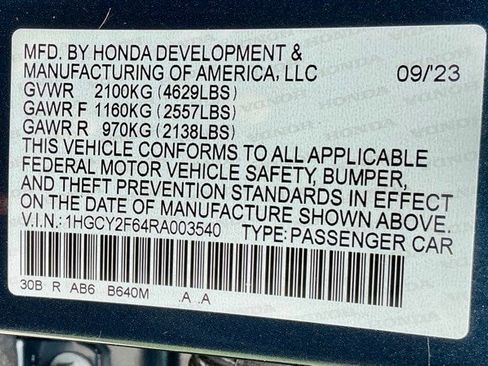 MFD. BY HONDA DEVELOPMENT &
MANUFACTURING OF AMERICA, LLC 09/'23
GVWR 2100KG (4629LBS)
GAWR F 1160KG (2557LBS)
GAWR R 970KG (2138LBS)
THIS VEHICLE CONFORMS TO ALL APPLICABLE
FEDERAL MOTOR VEHICLE SAFETY, BUMPER,
AND THEFT PREVENTION STANDARDS IN EFFECT
ON THE DATE OF MANUFACTURE SHOWN ABOVE.
V.I.N.: 1HGCY2F64RA003540 TYPE: PASSENGER CAR
30B R AB6 B640M .A .A